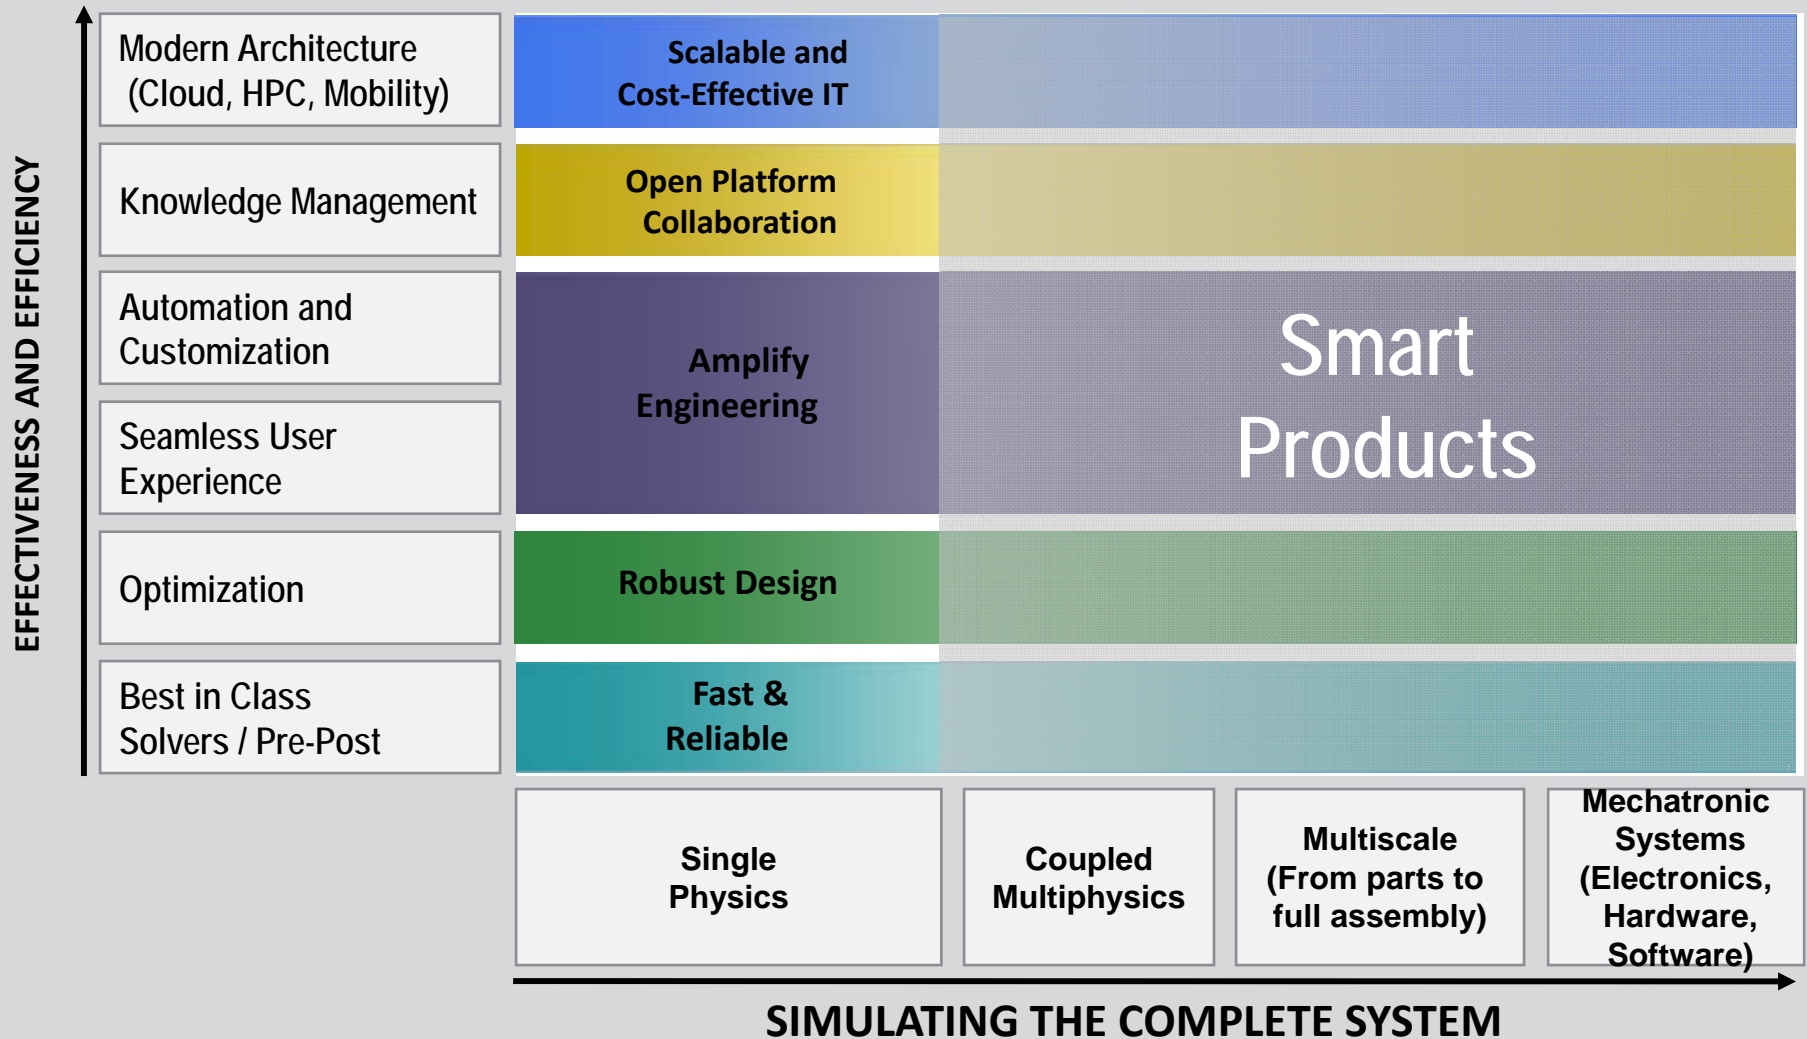 EFFECTIVENESS AND EFFICIENCY
Modern Architecture
(Cloud, HPC, Mobility)
Scalable and
Cost-Effective IT
Knowledge Management
Open Platform
Collaboration
Automation and
Customization
Amplify
Engineering
Smart
Products
Seamless User
Experience
Optimization
Robust Design
Best in Class
Solvers / Pre-Post
Fast &
Reliable
Single
Physics
Coupled
Multiphysics
Multiscale
(From parts to
full assembly)
Mechatronic
Systems
(Electronics,
Hardware,
Software)
SIMULATING THE COMPLETE SYSTEM